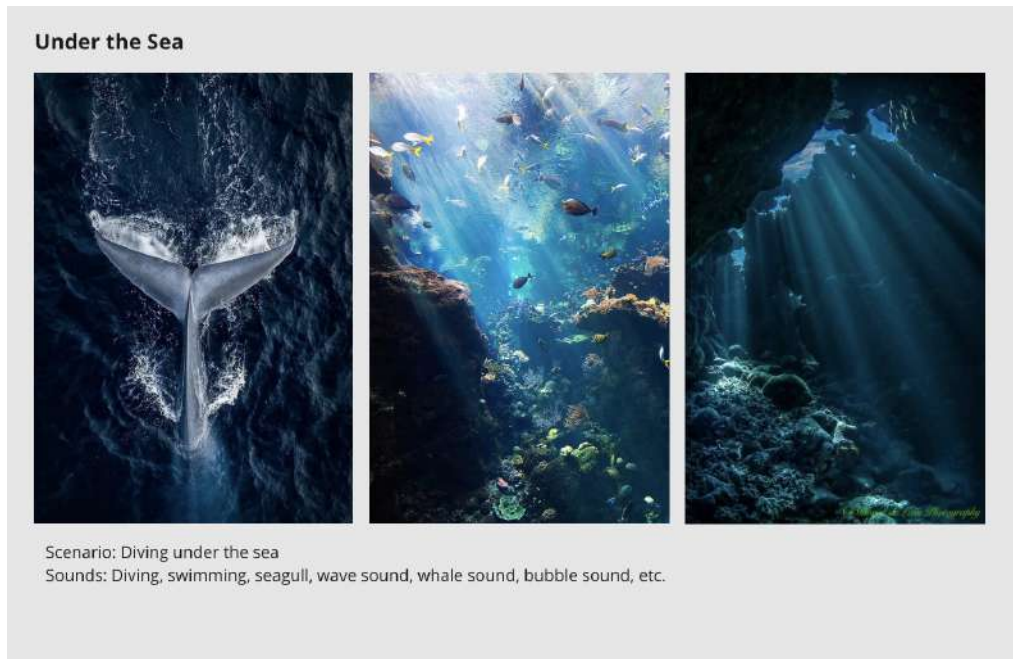 Under the Sea
Scenario: Diving under the sea
Sounds: Diving, swimming, seagull, wave sound, whale sound, bubble sound, etc.
Photography